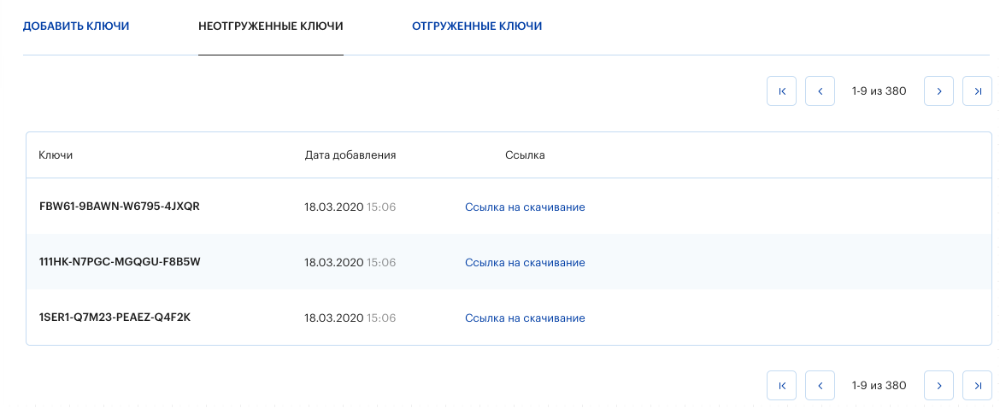 ДОБАВИТЬ КЛЮЧИ НЕОТГРУЖЕННЫЕ КЛЮЧИ ОТГРУЖЕННЫЕ КЛЮЧИ
1-9 из 380
Ключи Дата добавления Ссылка
FBW61-9BAWN-W6795-4JXQR 18.03.2020 15:06 Ссылка на скачивание
111HK-N7PGC-MGQGU-F8B5W 18.03.2020 15:06 Ссылка на скачивание
1SER1-Q7M23-PEAEZ-Q4F2K 18.03.2020 15:06 Ссылка на скачивание
1-9 из 380